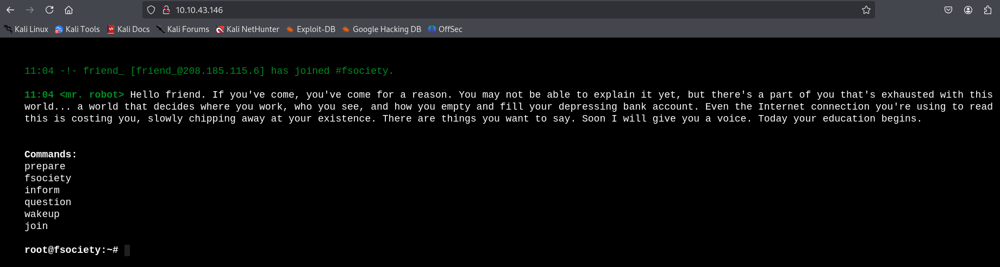 10.10.43.146
Kali Linux Kali Tools Kali Docs Kali Forums Kali NetHunter Exploit-DB Google Hacking DB OffSec
11:04 -!- friend_ [friend_@208.185.115.6] has joined #fsociety.
11:04 <mr. robot> Hello friend. If you've come, you've come for a reason. You may not be able to explain it yet, but there's a part of you that's exhausted with this
world... a world that decides where you work, who you see, and how you empty and fill your depressing bank account. Even the Internet connection you're using to read
this is costing you, slowly chipping away at your existence. There are things you want to say. Soon I will give you a voice. Today your education begins.
Commands:
prepare
fsociety
inform
question
wakeup
join
root@fsociety:~#